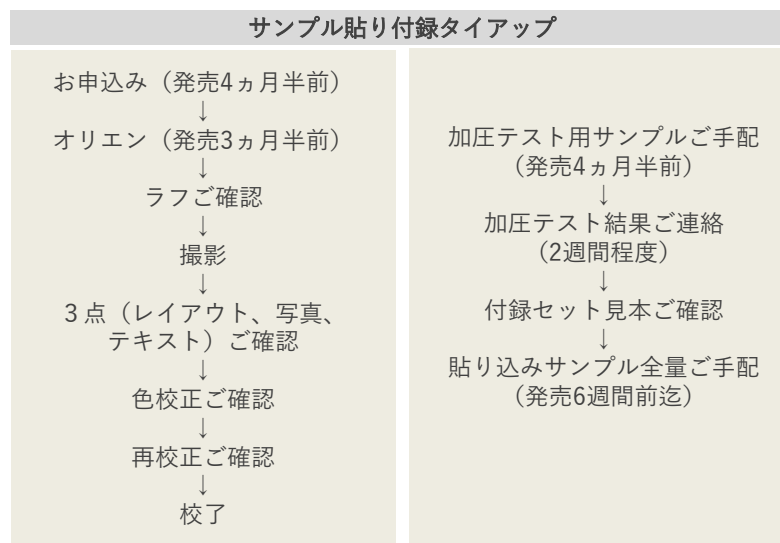 サンプル貼り付録タイアップ
お申込み（発売4ヵ月半前）
↓
オリエン（発売3ヵ月半前）
↓
ラフご確認
↓
撮影
↓
３点（レイアウト、写真、
テキスト）ご確認
↓
色校正ご確認
↓
再校正ご確認
↓
校了
加圧テスト用サンプルご手配
（発売4ヵ月半前）
↓
加圧テスト結果ご連絡
（2週間程度）
↓
付録セット見本ご確認
↓
貼り込みサンプル全量ご手配
（発売6週間前迄）